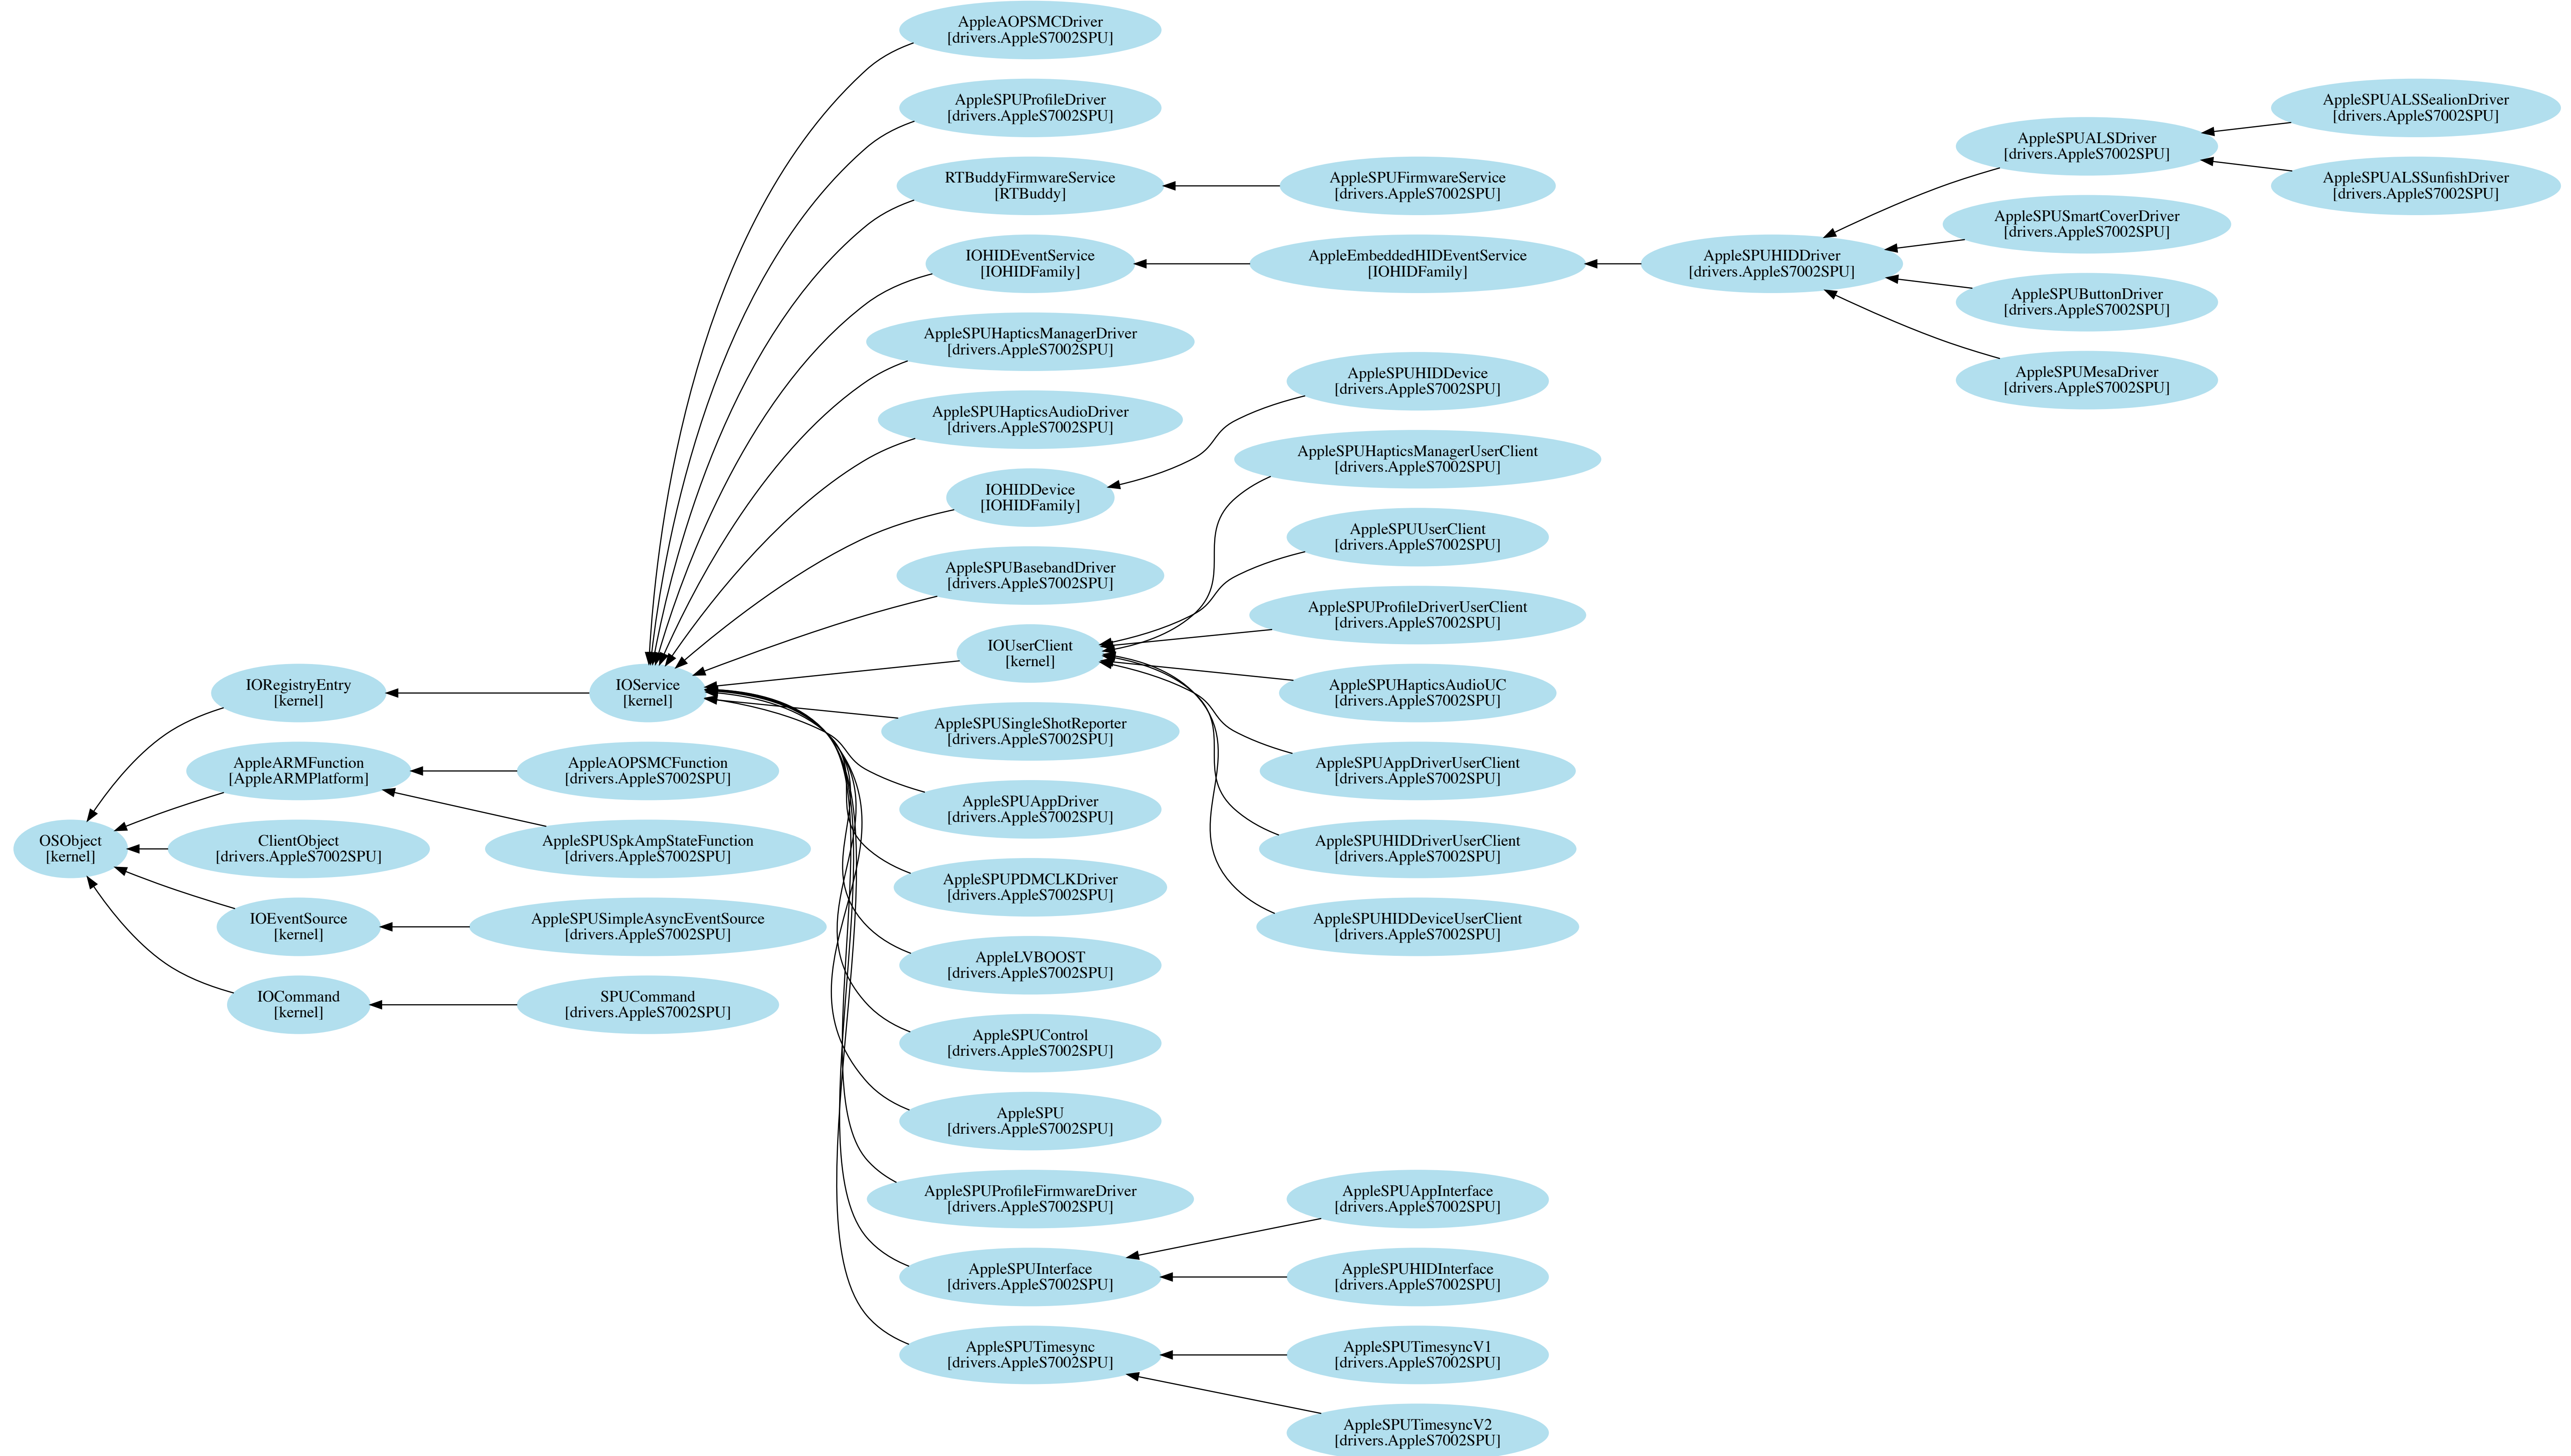 OSObject
[kernel]
IORegistryEntry
[kernel]
AppleARMFunction
[AppleARMPlatform]
ClientObject
[drivers.AppleS7002SPU]
IOEventSource
[kernel]
IOCommand
[kernel]
IOService
[kernel]
AppleAOPSMCFunction
[drivers.AppleS7002SPU]
AppleSPUSpkAmpStateFunction
[drivers.AppleS7002SPU]
AppleSPUSimpleAsyncEventSource
[drivers.AppleS7002SPU]
SPUCommand
[drivers.AppleS7002SPU]
AppleAOPSMCDriver
[drivers.AppleS7002SPU]
AppleSPUProfileDriver
[drivers.AppleS7002SPU]
RTBuddyFirmwareService
[RTBuddy]
IOHIDEventService
[IOHIDFamily]
AppleSPUHapticsManagerDriver
[drivers.AppleS7002SPU]
AppleSPUHapticsAudioDriver
[drivers.AppleS7002SPU]
IOHIDDevice
[IOHIDFamily]
AppleSPUBasebandDriver
[drivers.AppleS7002SPU]
IOUserClient
[kernel]
AppleSPUSingleShotReporter
[drivers.AppleS7002SPU]
AppleSPUAppDriver
[drivers.AppleS7002SPU]
AppleSPUPDMCLKDriver
[drivers.AppleS7002SPU]
AppleLVBOOST
[drivers.AppleS7002SPU]
AppleSPUControl
[drivers.AppleS7002SPU]
AppleSPU
[drivers.AppleS7002SPU]
AppleSPUProfileFirmwareDriver
[drivers.AppleS7002SPU]
AppleSPUInterface
[drivers.AppleS7002SPU]
AppleSPUTimesync
[drivers.AppleS7002SPU]
AppleSPUFirmwareService
[drivers.AppleS7002SPU]
AppleEmbeddedHIDEventService
[IOHIDFamily]
AppleSPUHIDDevice
[drivers.AppleS7002SPU]
AppleSPUHapticsManagerUserClient
[drivers.AppleS7002SPU]
AppleSPUUserClient
[drivers.AppleS7002SPU]
AppleSPUProfileDriverUserClient
[drivers.AppleS7002SPU]
AppleSPUHapticsAudioUC
[drivers.AppleS7002SPU]
AppleSPUAppDriverUserClient
[drivers.AppleS7002SPU]
AppleSPUHIDDriverUserClient
[drivers.AppleS7002SPU]
AppleSPUHIDDeviceUserClient
[drivers.AppleS7002SPU]
AppleSPUAppInterface
[drivers.AppleS7002SPU]
AppleSPUHIDInterface
[drivers.AppleS7002SPU]
AppleSPUTimesyncV1
[drivers.AppleS7002SPU]
AppleSPUTimesyncV2
[drivers.AppleS7002SPU]
AppleSPUHIDDriver
[drivers.AppleS7002SPU]
AppleSPUALSDriver
[drivers.AppleS7002SPU]
AppleSPUSmartCoverDriver
[drivers.AppleS7002SPU]
AppleSPUButtonDriver
[drivers.AppleS7002SPU]
AppleSPUMesaDriver
[drivers.AppleS7002SPU]
AppleSPUALSSealionDriver
[drivers.AppleS7002SPU]
AppleSPUALSSunfishDriver
[drivers.AppleS7002SPU]